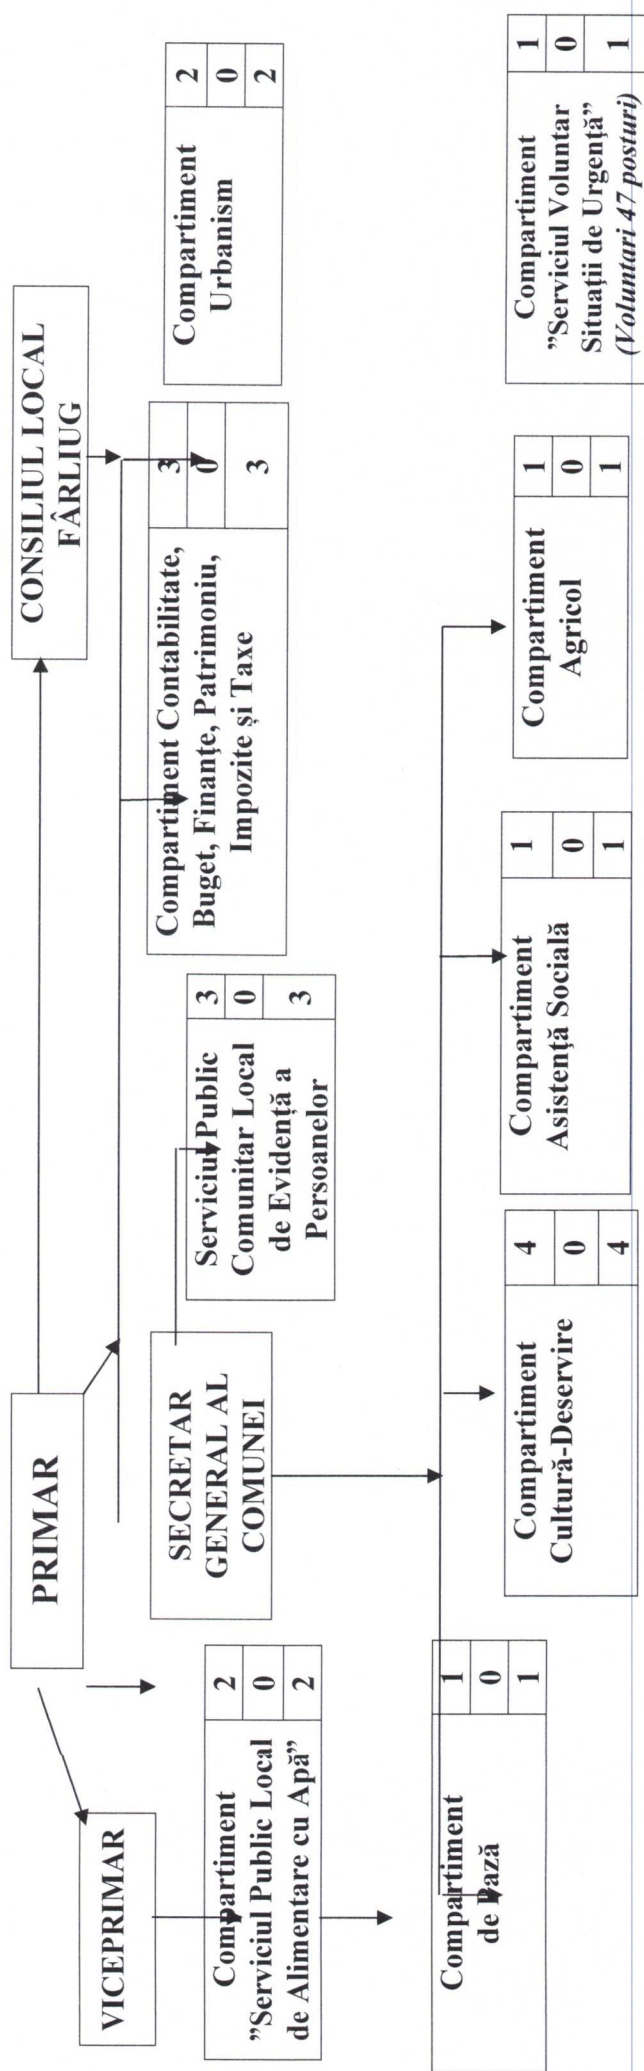 PRIMAR
CONSILIUL LOCAL
FÂRLIUG
VICEPRIMAR
Compartiment
”Serviciul Public Local
de Alimentare cu Apă”
2
0
2
SECRETAR
GENERAL AL
COMUNEI
Serviciul Public
Comunitar Local
de Evidență a
Persoanelor
3
0
3
Compartiment Contabilitate,
Buget, Finanțe, Patrimoniu,
Impozite și Taxe
3
0
3
Compartiment
Urbanism
2
0
2
Compartiment
de Pază
1
0
1
Compartiment
Cultură-Deservire
4
0
4
Compartiment
Asistență Socială
1
0
1
Compartiment
Agricol
1
0
1
Compartiment
”Serviciul Voluntar
Situații de Urgență”
(Voluntari 47 posturi)
1
0
1